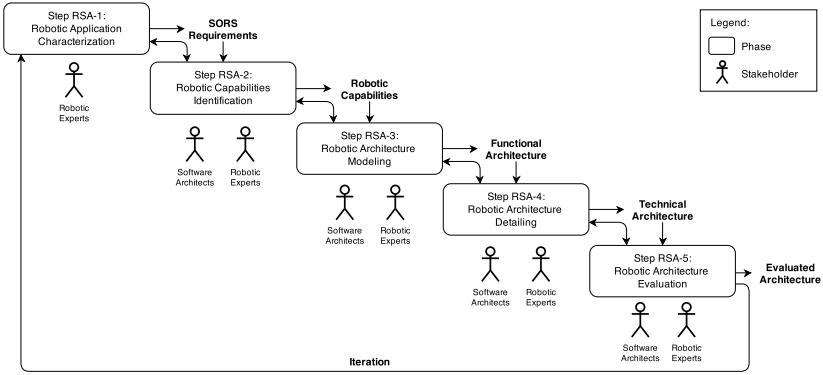 Step RSA-1:
Robotic Application
Characterization
SORS
Requirements
Robotic
Experts
Step RSA-2:
Robotic Capabilities
Identification
Robotic
Capabilities
Software
Architects
Robotic
Experts
Step RSA-3:
Robotic Architecture
Modeling
Functional
Architecture
Software
Architects
Robotic
Experts
Step RSA-4:
Robotic Architecture
Detailing
Technical
Architecture
Software
Architects
Robotic
Experts
Step RSA-5:
Robotic Architecture
Evaluation
Evaluated
Architecture
Software
Architects
Robotic
Experts
Iteration
Legend:
Phase
Stakeholder